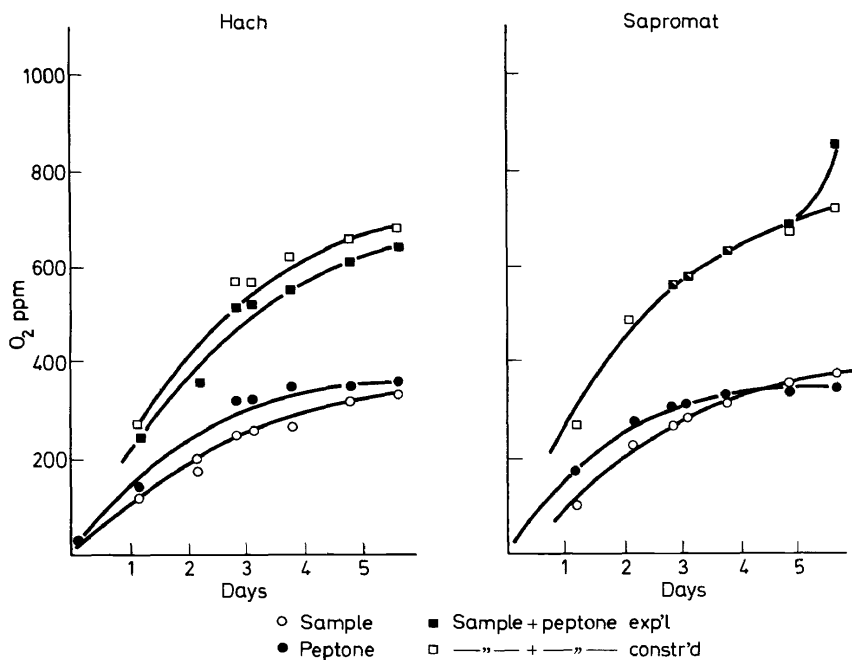 Hach
Sapromat
O2 ppm
1000
800
600
400
200
1 2 3 4 5
Days
1 2 3 4 5
Days
○ Sample
● Peptone
■ Sample + peptone exp'l
□ —〃— + —〃— constr'd